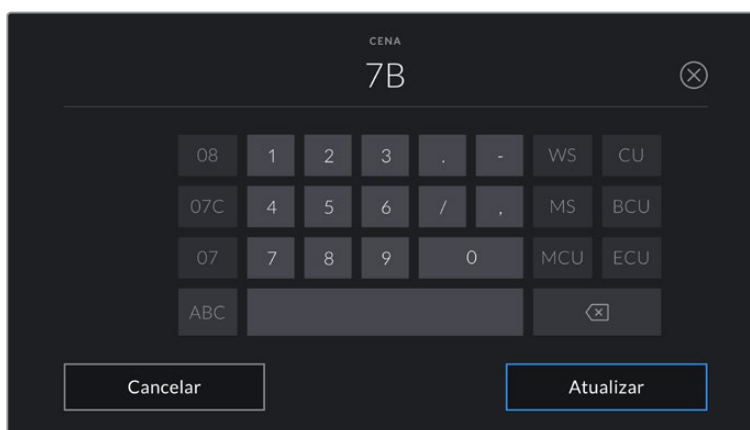 CENA
7B
08 1 2 3 . - WS CU
07C 4 5 6 / , MS BCU
07 7 8 9 0 MCU ECU
ABC
Cancelar Atualizar